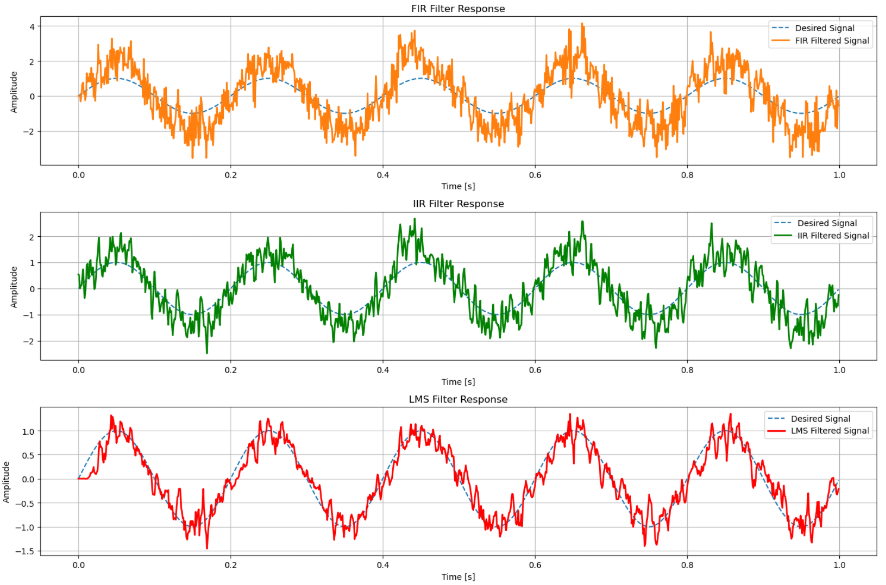 FIR Filter Response
4
2
0
−2
Amplitude
Desired Signal
FIR Filtered Signal
0.0 0.2 0.4 0.6 0.8 1.0
Time [s]
IIR Filter Response
2
1
0
−1
−2
Amplitude
Desired Signal
IIR Filtered Signal
0.0 0.2 0.4 0.6 0.8 1.0
Time [s]
LMS Filter Response
1.0
0.5
0.0
−0.5
−1.0
−1.5
Amplitude
Desired Signal
LMS Filtered Signal
0.0 0.2 0.4 0.6 0.8 1.0
Time [s]